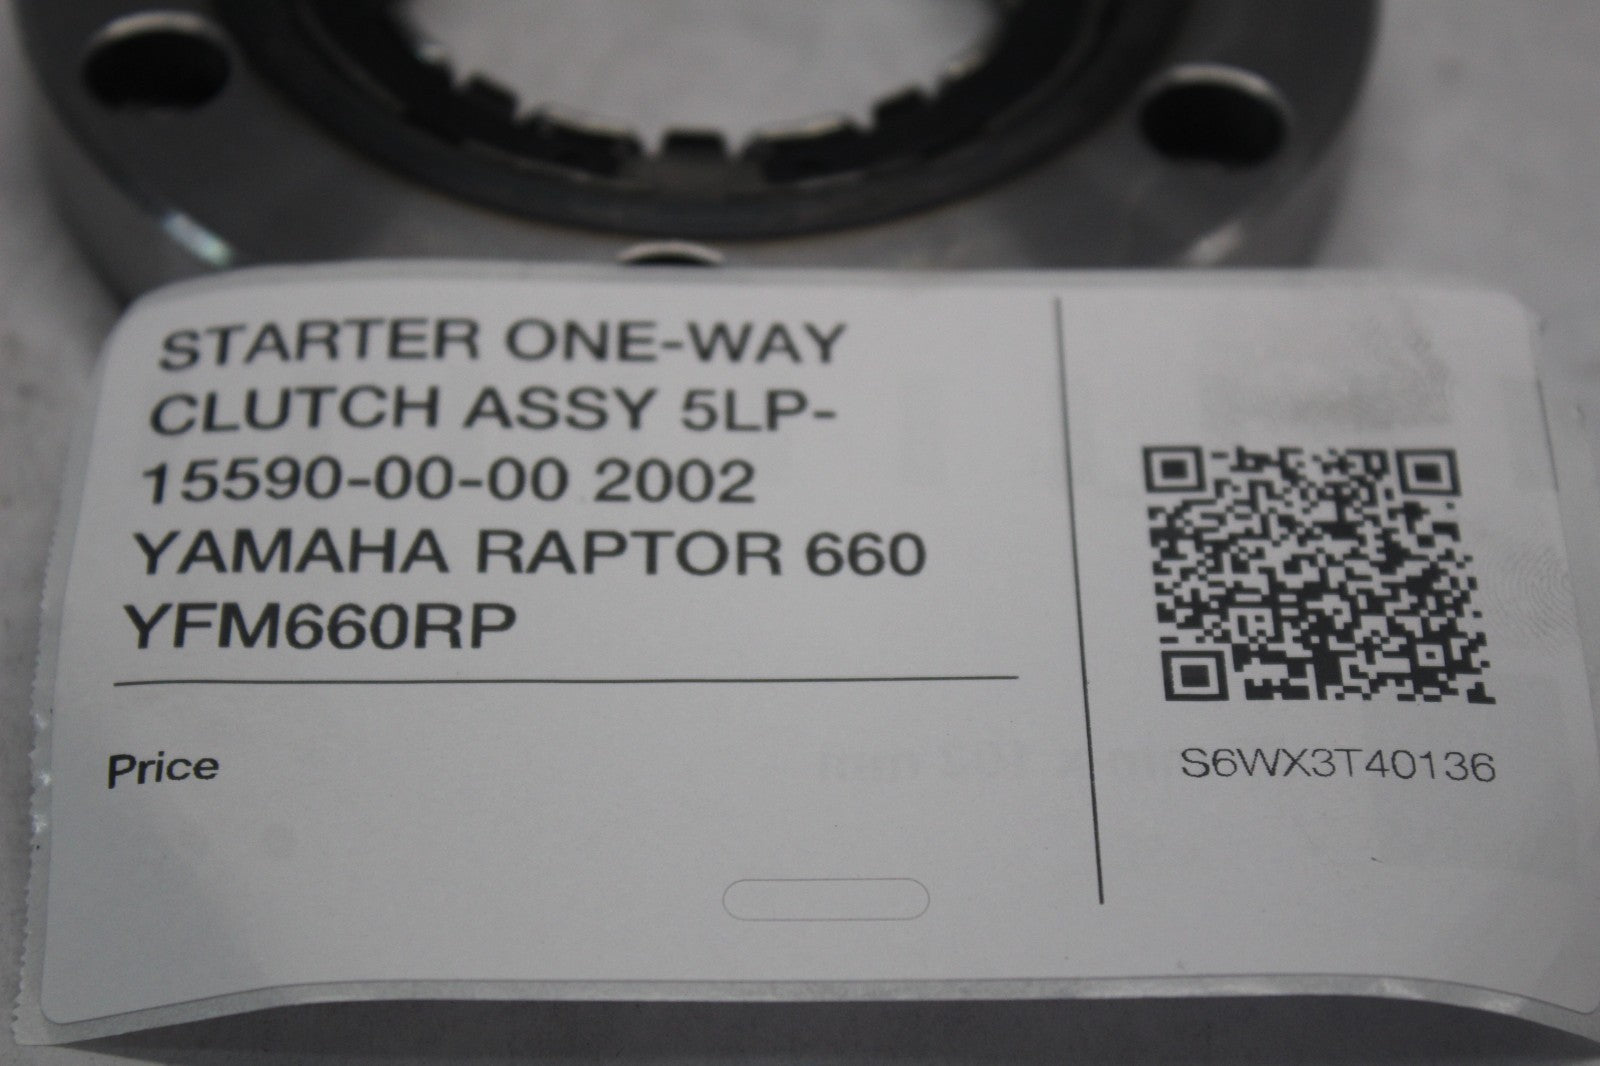 STARTER ONE-WAY
CLUTCH ASSY 5LP-
15590-00-00 2002
YAMAHA RAPTOR 660
YFM660RP
Price
S6WX3T40136